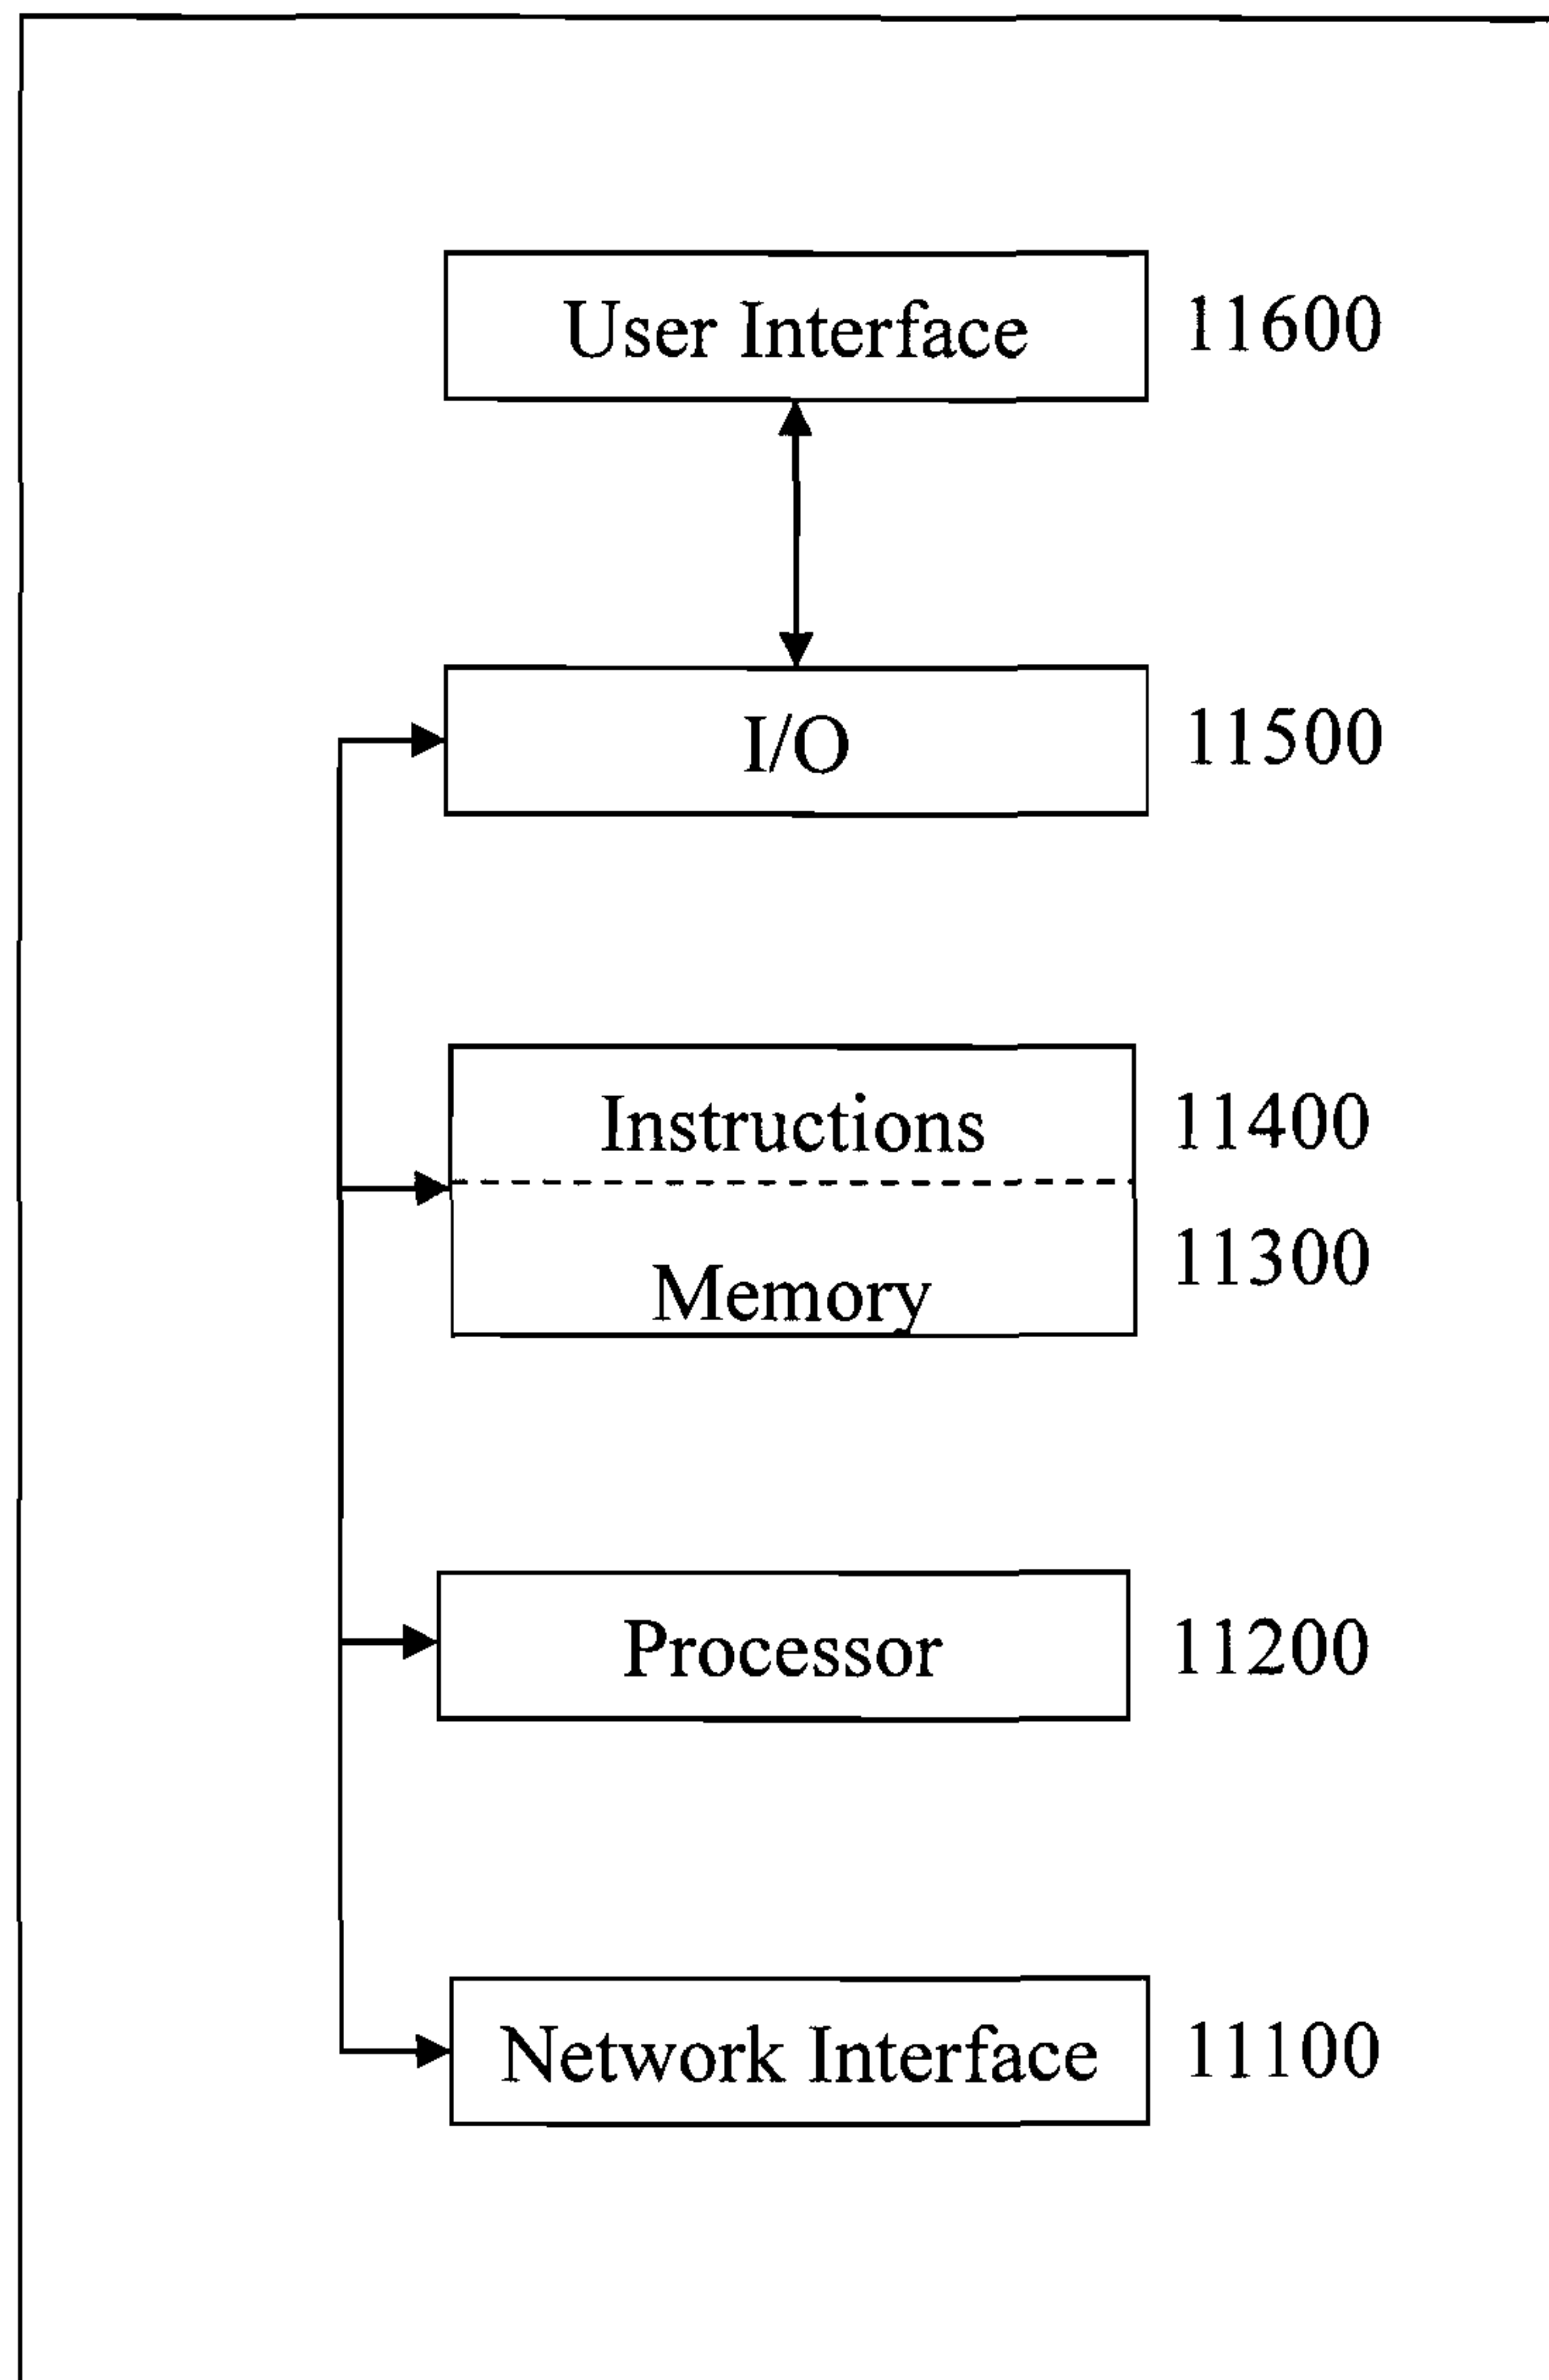 User Interface 11600
I/O 11500
Instructions 11400
Memory 11300
Processor 11200
Network Interface 11100